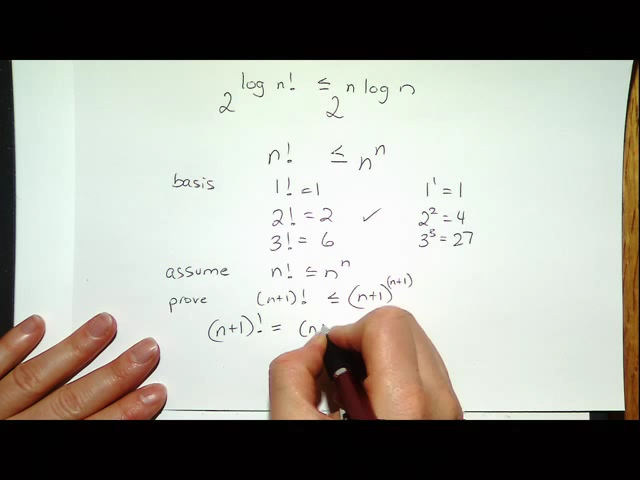 2^{log n!} ≤ 2^{n log n}
n! ≤ n^n
basis 1! = 1 1^1 = 1
2! = 2 ✓ 2^2 = 4
3! = 6 3^3 = 27
assume n! ≤ n^n
prove (n+1)! ≤ (n+1)^{(n+1)}
(n+1)! = (n